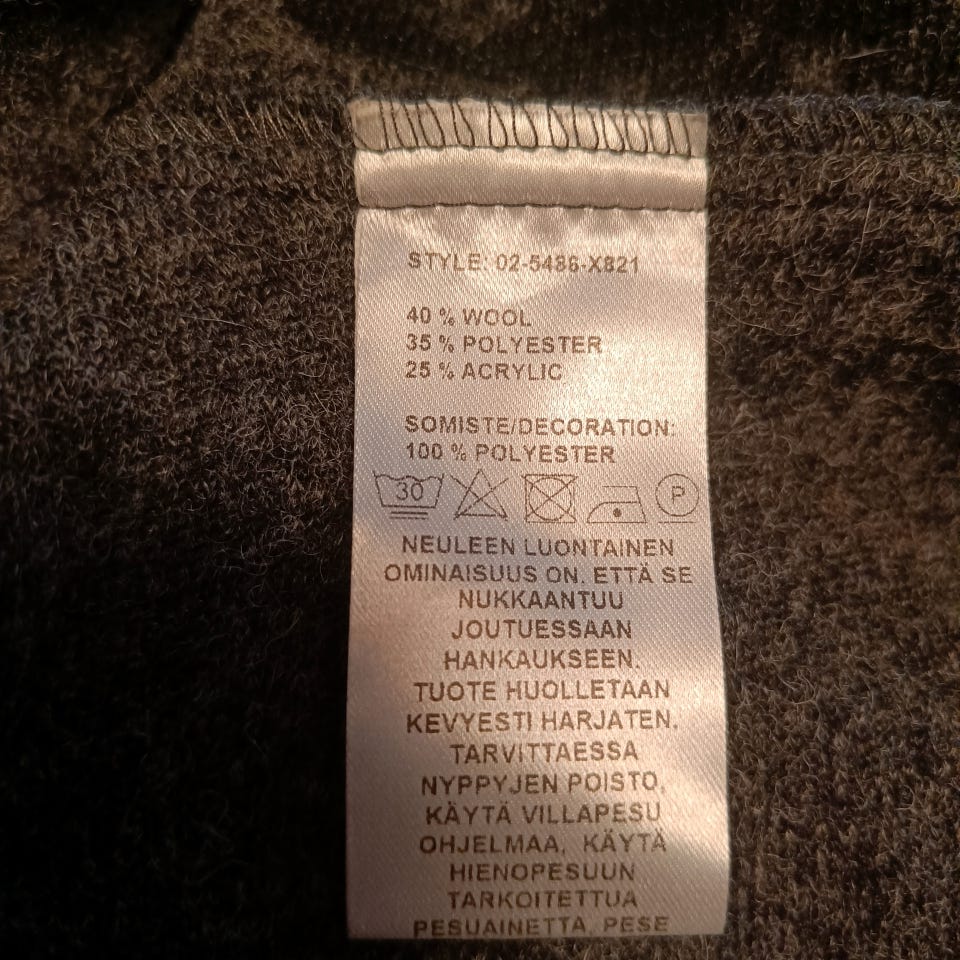 STYLE: 02-5486-X821
40 % WOOL
35 % POLYESTER
25 % ACRYLIC
SOMISTE/DECORATION:
100 % POLYESTER
30 P
NEULEEN LUONTAINEN
OMINAISUUS ON, ETTÄ SE
NUKKAANTUU
JOUTUESSAAN
HANKAUKSEEN.
TUOTE HUOLLETAAN
KEVYESTI HARJATEN.
TARVITTAESSA
NYPPYJEN POISTO,
KÄYTÄ VILLAPESU
OHJELMAA, KÄYTÄ
HIENOPESUUN
TARKOITETTUA
PESUAINETTA, PESE